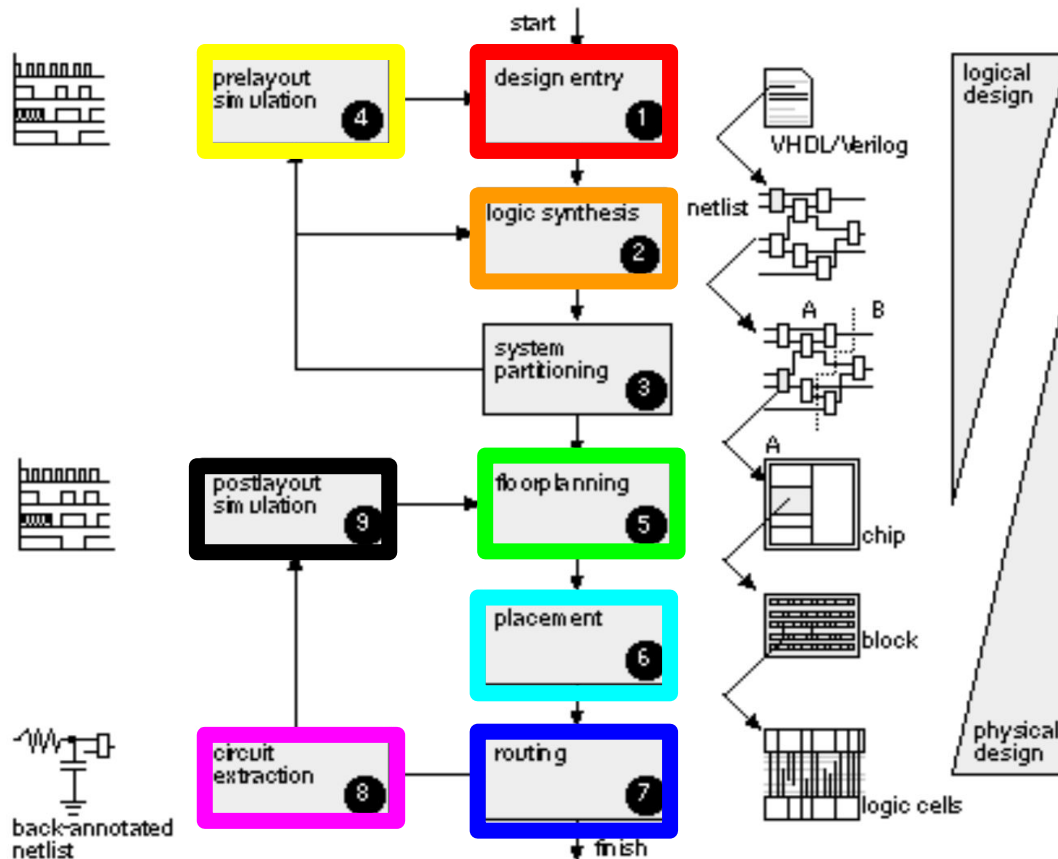 start
prelayout
simulation
4
design entry
1
logical
design
VHDL/Verilog
logic synthesis
2
netlist
A
B
system
partitioning
3
A
postlayout
simulation
9
floorplanning
5
chip
placement
6
block
circuit
extraction
8
routing
7
physical
design
logic cells
back-annotated
netlist
finish